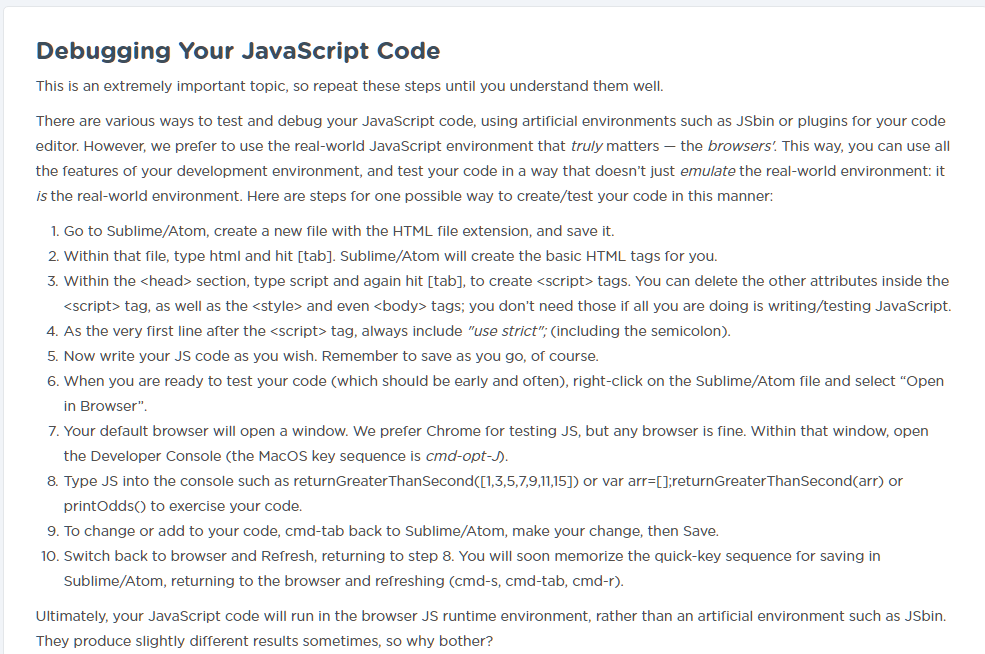 Debugging Your JavaScript Code
This is an extremely important topic, so repeat these steps until you understand them well.
There are various ways to test and debug your JavaScript code, using artificial environments such as JSbin or plugins for your code
editor. However, we prefer to use the real-world JavaScript environment that truly matters — the browsers'. This way, you can use all
the features of your development environment, and test your code in a way that doesn't just emulate the real-world environment: it
is the real-world environment. Here are steps for one possible way to create/test your code in this manner:
1. Go to Sublime/Atom, create a new file with the HTML file extension, and save it.
2. Within that file, type html and hit [tab]. Sublime/Atom will create the basic HTML tags for you.
3. Within the <head> section, type script and again hit [tab], to create <script> tags. You can delete the other attributes inside the
<script> tag, as well as the <style> and even <body> tags; you don't need those if all you are doing is writing/testing JavaScript.
4. As the very first line after the <script> tag, always include "use strict"; (including the semicolon).
5. Now write your JS code as you wish. Remember to save as you go, of course.
6. When you are ready to test your code (which should be early and often), right-click on the Sublime/Atom file and select “Open
in Browser”.
7. Your default browser will open a window. We prefer Chrome for testing JS, but any browser is fine. Within that window, open
the Developer Console (the MacOS key sequence is cmd-opt-J).
8. Type JS into the console such as returnGreaterThanSecond([1,3,5,7,9,11,15]) or var arr=[];returnGreaterThanSecond(arr) or
printOdds() to exercise your code.
9. To change or add to your code, cmd-tab back to Sublime/Atom, make your change, then Save.
10. Switch back to browser and Refresh, returning to step 8. You will soon memorize the quick-key sequence for saving in
Sublime/Atom, returning to the browser and refreshing (cmd-s, cmd-tab, cmd-r).
Ultimately, your JavaScript code will run in the browser JS runtime environment, rather than an artificial environment such as JSbin.
They produce slightly different results sometimes, so why bother?